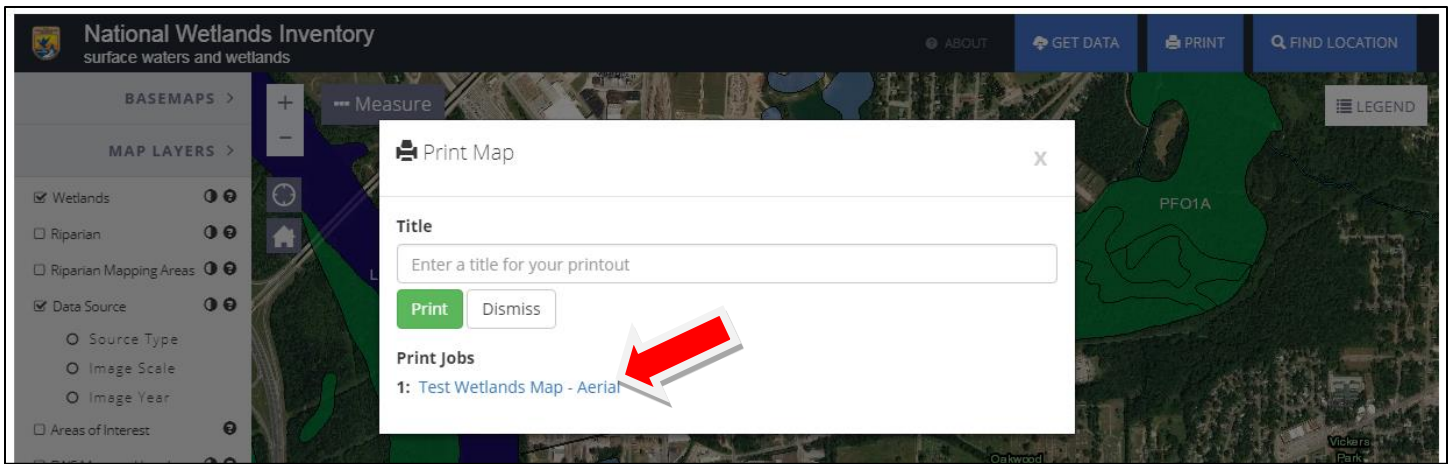 National Wetlands Inventory
surface waters and wetlands
ABOUT
GET DATA
PRINT
FIND LOCATION
BASEMAPS >
MAP LAYERS >
Wetlands
Riparian
Riparian Mapping Areas
Data Source
Source Type
Image Scale
Image Year
Areas of Interest
+
−
Measure
LEGEND
L
PFO1A
Print Map
X
Title
Enter a title for your printout
Print
Dismiss
Print Jobs
1: Test Wetlands Map - Aerial
Oakwood
Vickers
Park